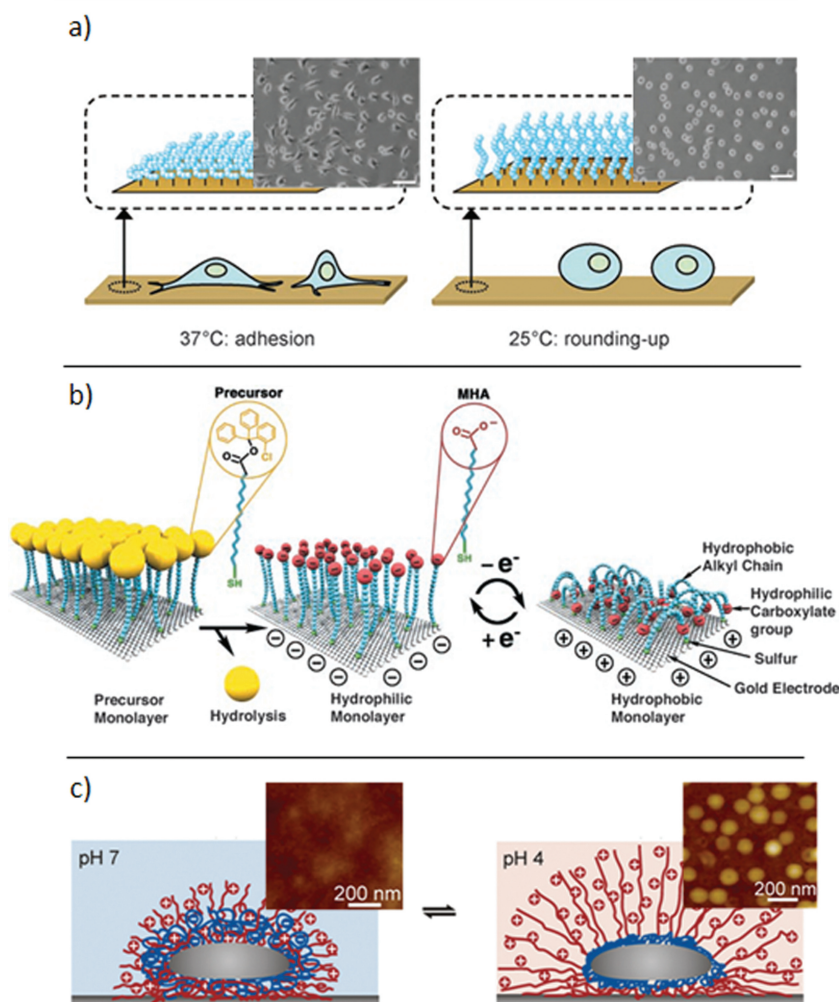 a)
37°C: adhesion
25°C: rounding-up
b)
Precursor
O
O
Cl
SH
MHA
O
O−
SH
− e−
+ e−
Hydrophobic
Alkyl Chain
Hydrophilic
Carboxylate
group
Sulfur
Gold Electrode
Precursor
Monolayer
Hydrolysis
Hydrophilic
Monolayer
Hydrophobic
Monolayer
c)
pH 7
200 nm
pH 4
200 nm